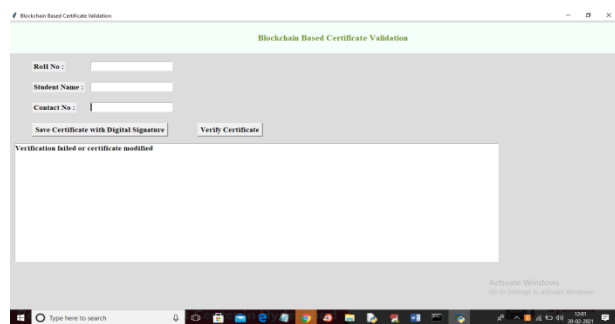 Blockchain Based Certificate Validation
Blockchain Based Certificate Validation
Roll No :
Student Name :
Contact No :
Save Certificate with Digital Signature
Verify Certificate
Verification failed or certificate modified
Activate Windows
Go to Settings to activate Windows.
Type here to search
12:01
20-02-2021